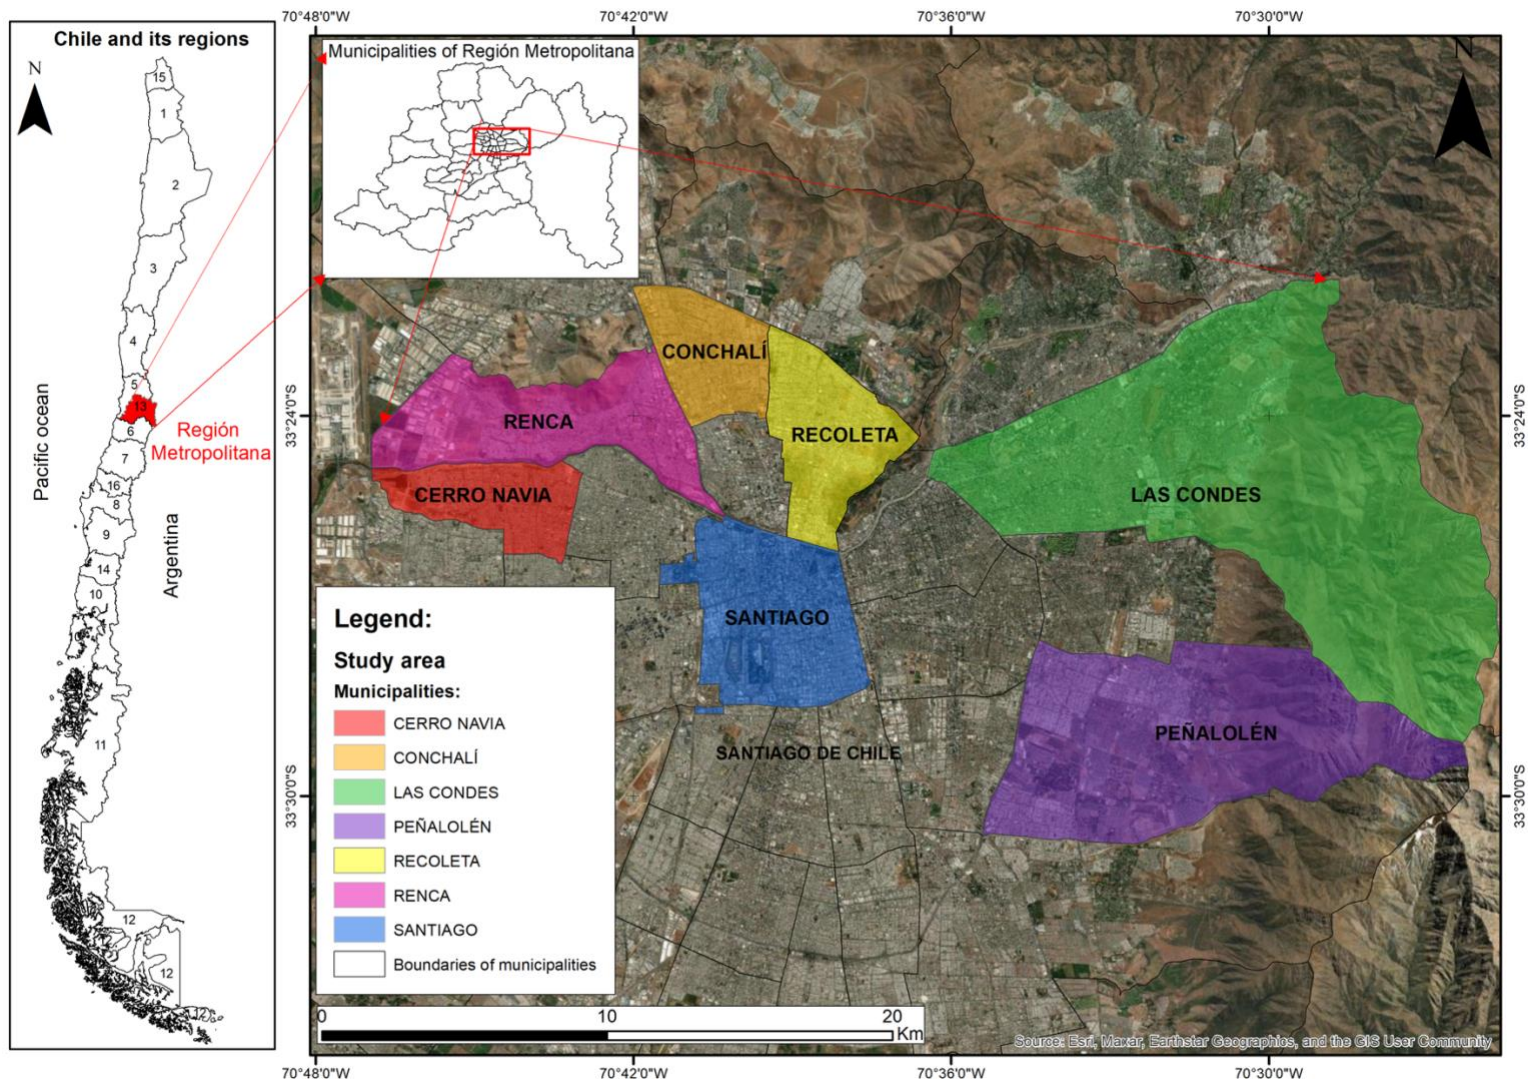 Chile and its regions
N
15
1
2
3
4
5
13
6
7
16
8
9
14
10
11
12
12
12
Pacific ocean
Argentina
Región
Metropolitana
70°48'0"W
70°42'0"W
70°36'0"W
70°30'0"W
Municipalities of Región Metropolitana
N
33°24'0"S
33°24'0"S
33°30'0"S
33°30'0"S
CONCHALÍ
RENCA
RECOLETA
CERRO NAVIA
LAS CONDES
SANTIAGO
PEÑALOLÉN
SANTIAGO DE CHILE
Legend:
Study area
Municipalities:
CERRO NAVIA
CONCHALÍ
LAS CONDES
PEÑALOLÉN
RECOLETA
RENCA
SANTIAGO
Boundaries of municipalities
0 10 20
Km
Source: Esri, Maxar, Earthstar Geographics, and the GIS User Community
70°48'0"W
70°42'0"W
70°36'0"W
70°30'0"W